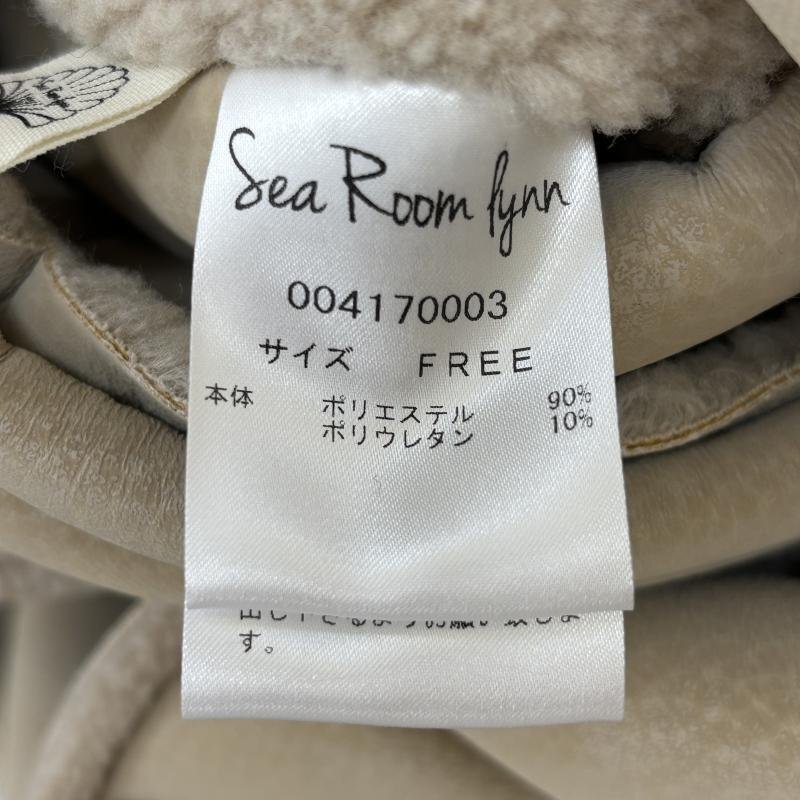 Sea Room lynn
004170003
サイズ FREE
本体 ポリエステル 90%
ポリウレタン 10%
す。